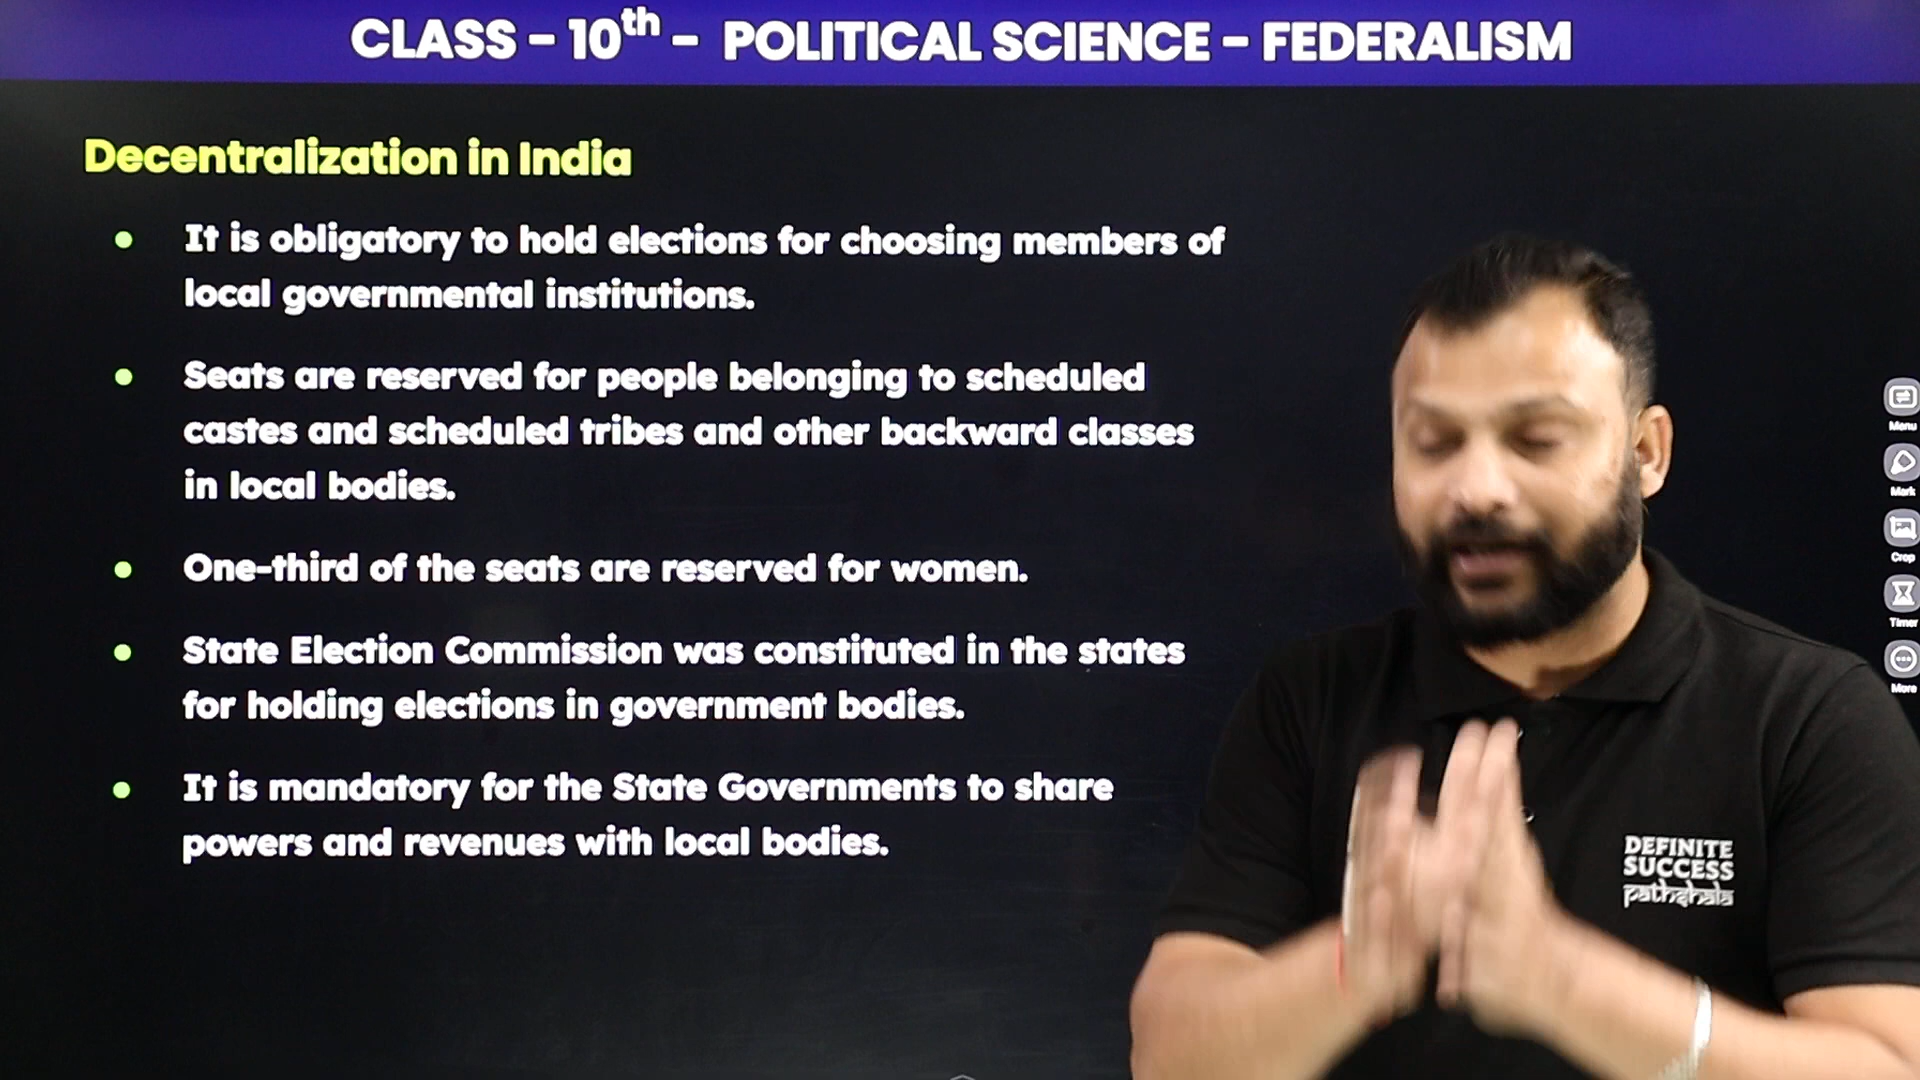 CLASS - 10th - POLITICAL SCIENCE - FEDERALISM
Decentralization in India
• It is obligatory to hold elections for choosing members of
local governmental institutions.
• Seats are reserved for people belonging to scheduled
castes and scheduled tribes and other backward classes
in local bodies.
• One-third of the seats are reserved for women.
• State Election Commission was constituted in the states
for holding elections in government bodies.
• It is mandatory for the State Governments to share
powers and revenues with local bodies.
Menu
Mark
Crop
Timer
More
DEFINITE
SUCCESS
pathshala